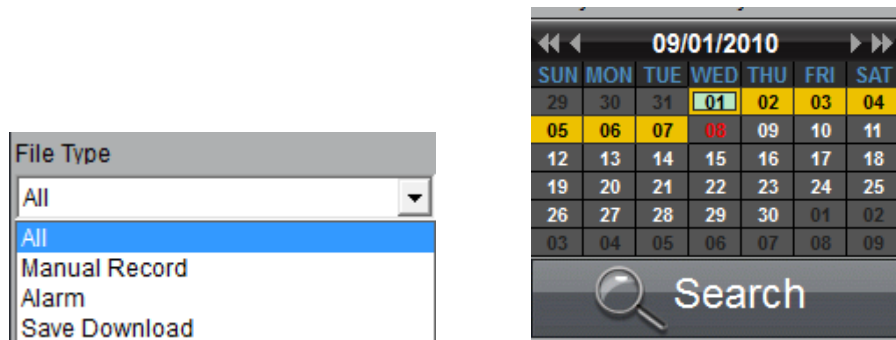 File Type
All
All
Manual Record
Alarm
Save Download
09/01/2010
SUN MON TUE WED THU FRI SAT
29 30 31 01 02 03 04
05 06 07 08 09 10 11
12 13 14 15 16 17 18
19 20 21 22 23 24 25
26 27 28 29 30 01 02
03 04 05 06 07 08 09
Search